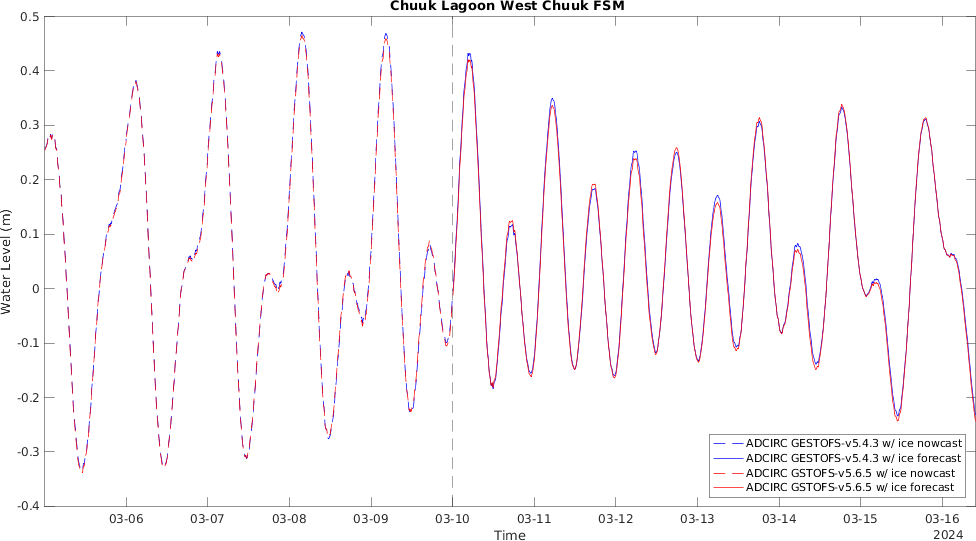 Chuuk Lagoon West Chuuk FSM
0.5
0.4
0.3
0.2
0.1
0
-0.1
-0.2
-0.3
-0.4
Water Level (m)
03-06 03-07 03-08 03-09 03-10 03-11 03-12 03-13 03-14 03-15 03-16
Time
2024
ADCIRC GESTOFS-v5.4.3 w/ ice nowcast
ADCIRC GESTOFS-v5.4.3 w/ ice forecast
ADCIRC GSTOFS-v5.6.5 w/ ice nowcast
ADCIRC GSTOFS-v5.6.5 w/ ice forecast